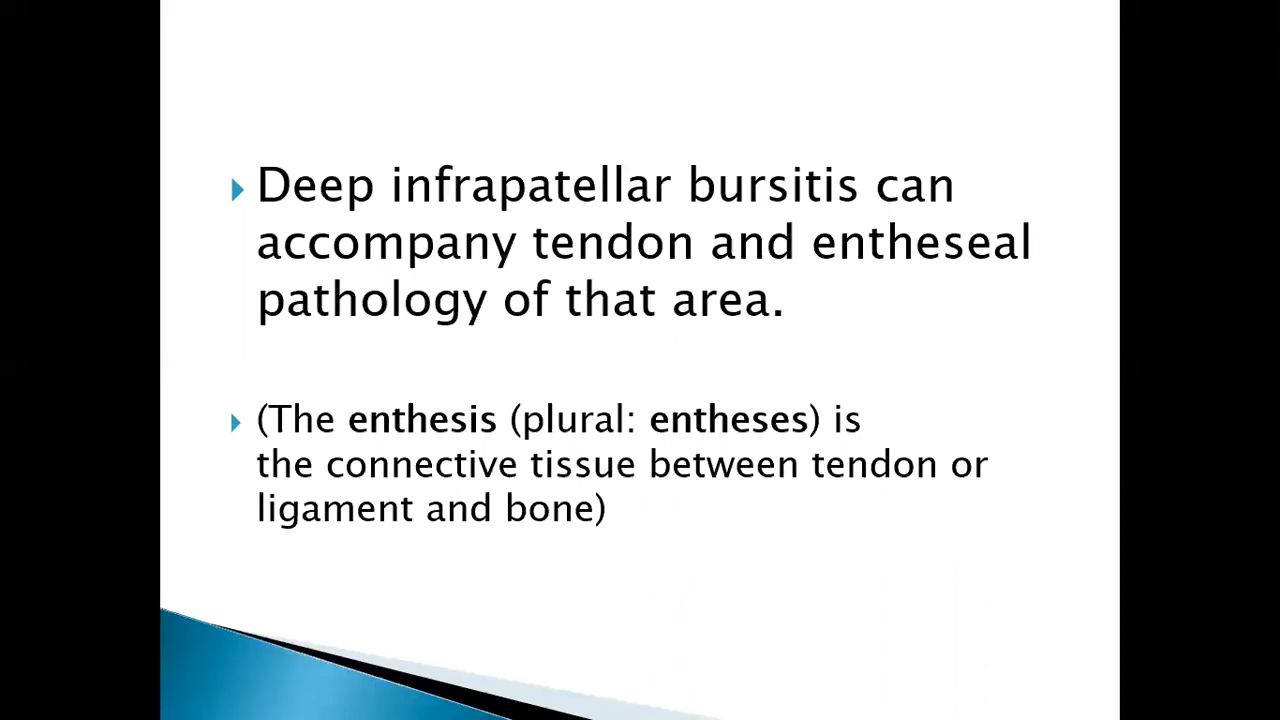 Deep infrapatellar bursitis can
accompany tendon and entheseal
pathology of that area.
(The enthesis (plural: entheses) is
the connective tissue between tendon or
ligament and bone)